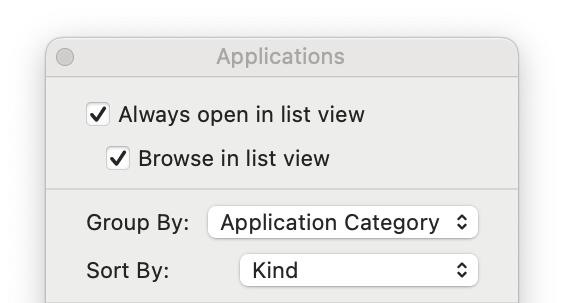 Applications
Always open in list view
Browse in list view
Group By: Application Category
Sort By: Kind